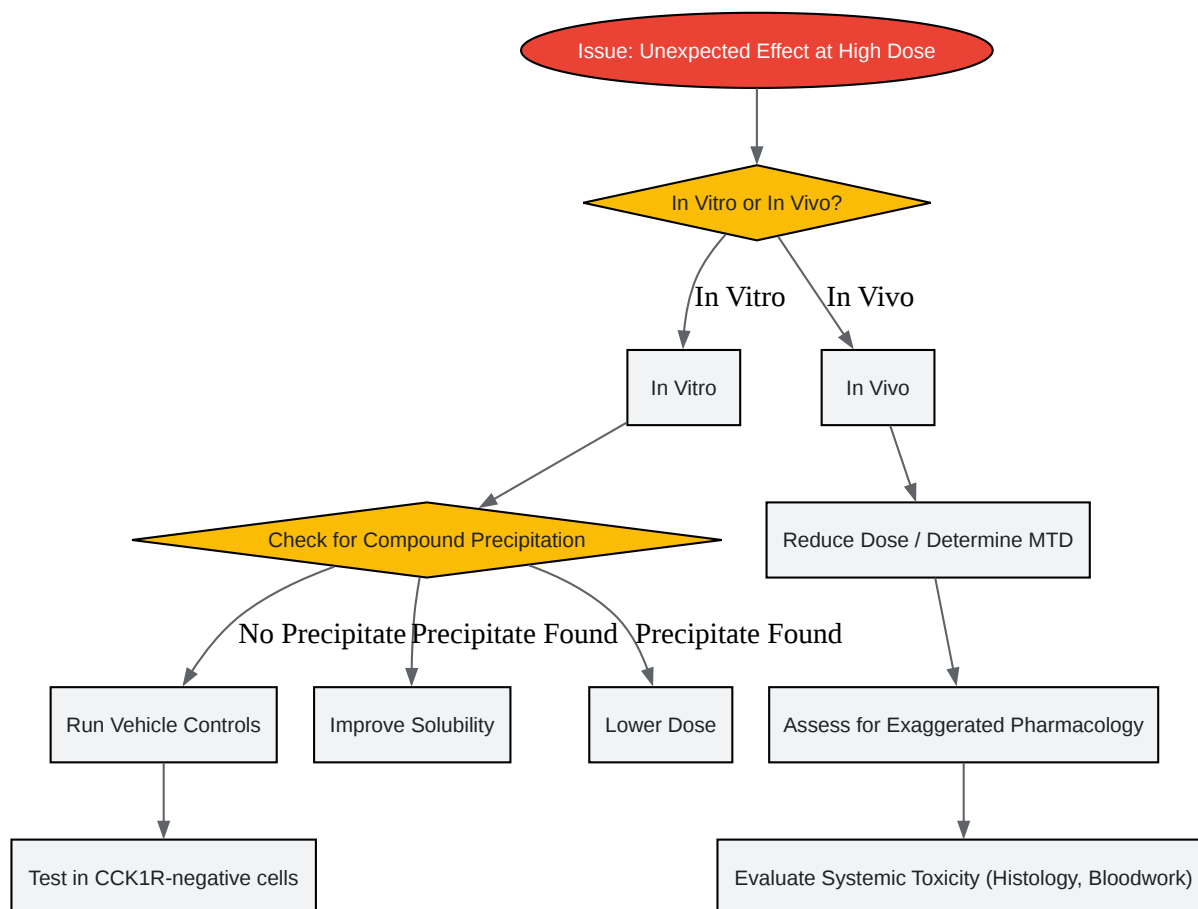 Issue: Unexpected Effect at High Dose
In Vitro or In Vivo?
In Vitro
In Vivo
In Vitro
In Vivo
Check for Compound Precipitation
Reduce Dose / Determine MTD
No Precipitate
Precipitate Found
Precipitate Found
Run Vehicle Controls
Improve Solubility
Lower Dose
Assess for Exaggerated Pharmacology
Test in CCK1R-negative cells
Evaluate Systemic Toxicity (Histology, Bloodwork)